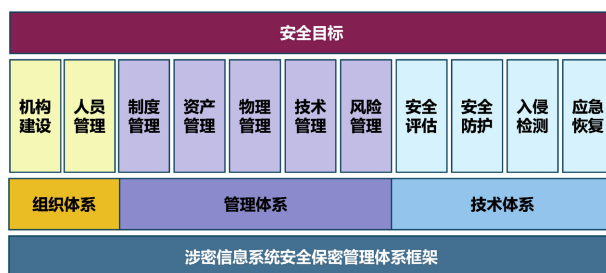 安全目标
机构
建设
人员
管理
制度
管理
资产
管理
物理
管理
技术
管理
风险
管理
安全
评估
安全
防护
入侵
检测
应急
恢复
组织体系
管理体系
技术体系
涉密信息系统安全保密管理体系框架